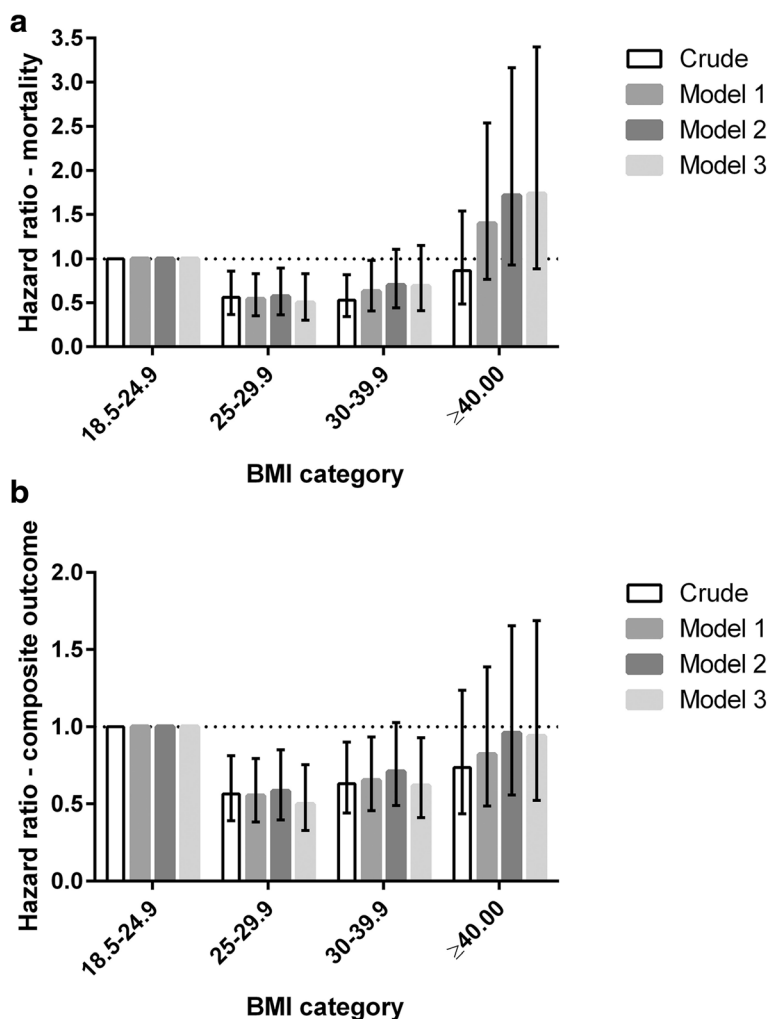 a
Hazard ratio - mortality
3.5
3.0
2.5
2.0
1.5
1.0
0.5
0.0
18.5-24.9
25-29.9
30-39.9
≥40.00
BMI category
Crude
Model 1
Model 2
Model 3
b
Hazard ratio - composite outcome
2.0
1.5
1.0
0.5
0.0
18.5-24.9
25-29.9
30-39.9
≥40.00
BMI category
Crude
Model 1
Model 2
Model 3